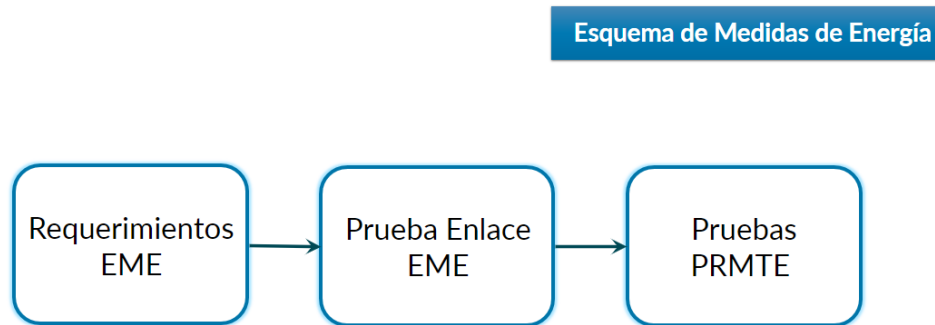 Esquema de Medidas de Energía
Requerimientos
EME
Prueba Enlace
EME
Pruebas
PRMTE